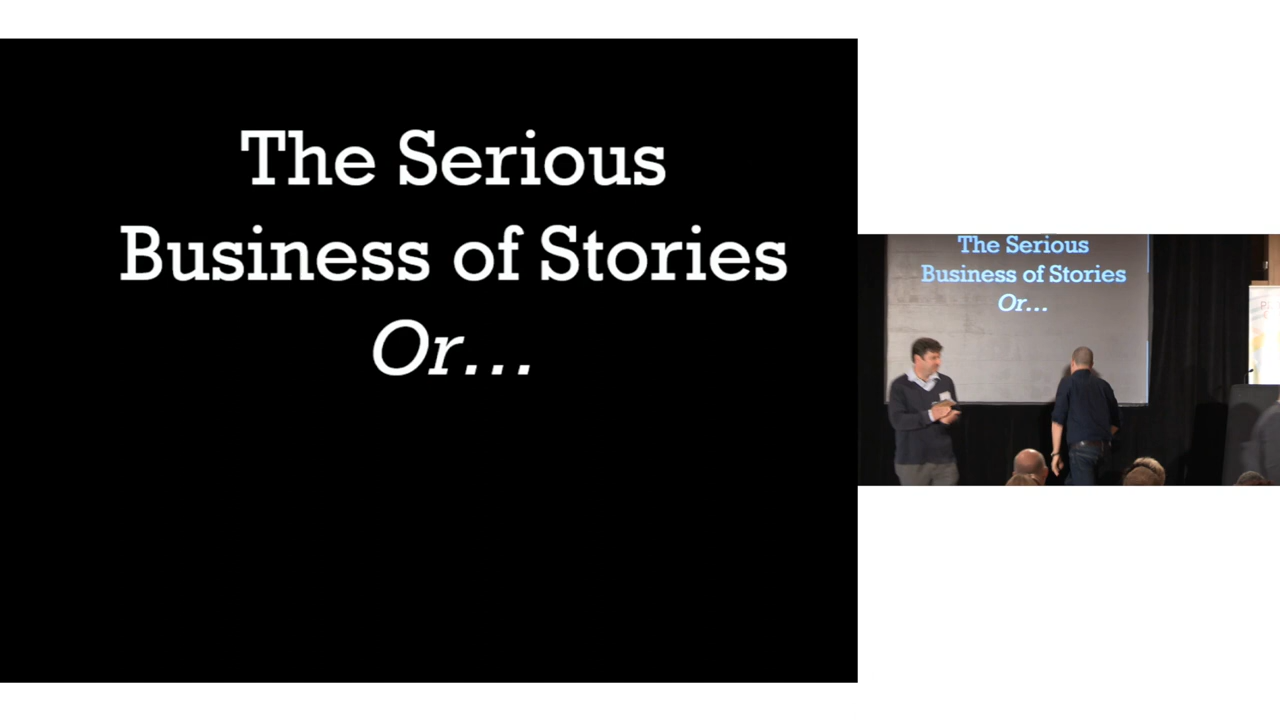 The Serious
Business of Stories
Or...
The Serious
Business of Stories
Or...